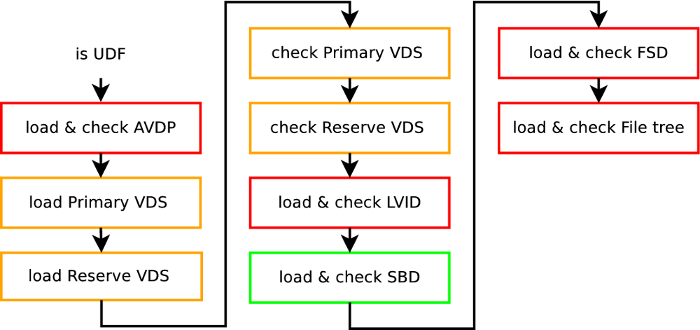 is UDF
load & check AVDP
load Primary VDS
load Reserve VDS
check Primary VDS
check Reserve VDS
load & check LVID
load & check SBD
load & check FSD
load & check File tree